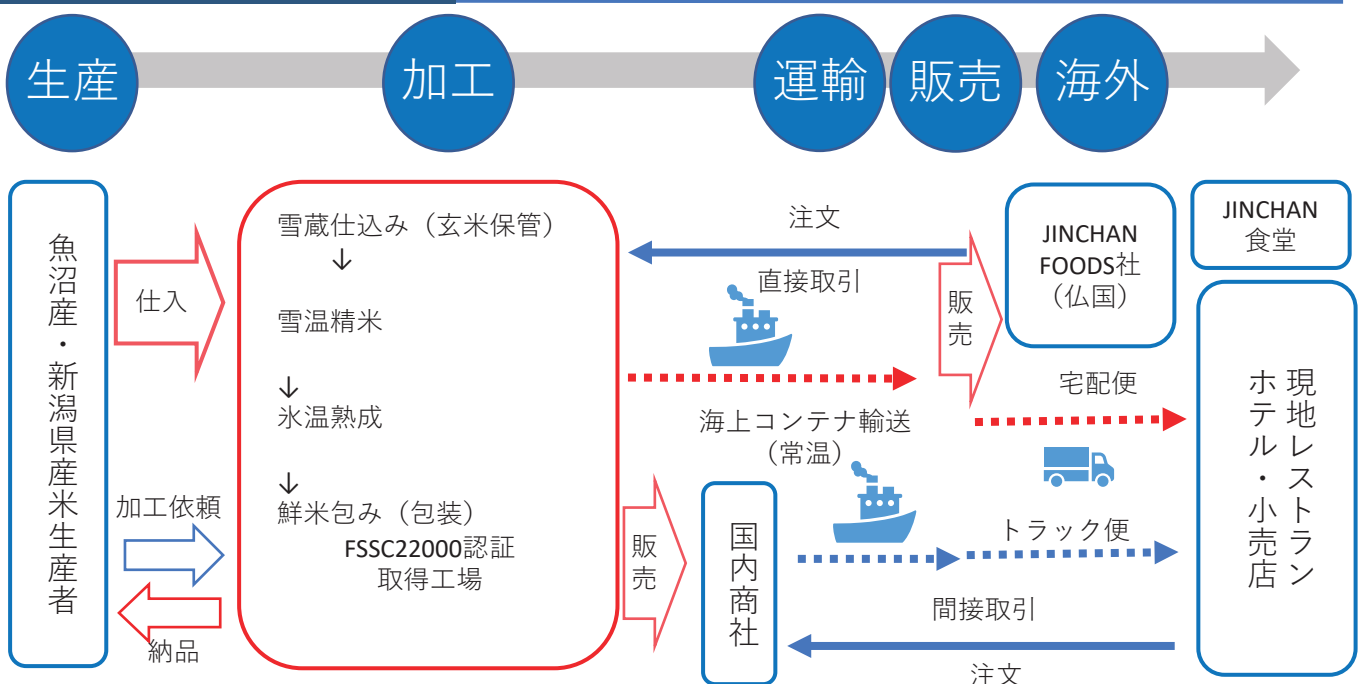 生産
加工
運輸
販売
海外
魚沼産・新潟県産米生産者
仕入
加工依頼
納品
雪蔵仕込み（玄米保管）
↓
雪温精米
↓
氷温熟成
↓
鮮米包み（包装）
FSSC22000認証
取得工場
注文
直接取引
海上コンテナ輸送
（常温）
販売
JINCHAN
FOODS社
（仏国）
JINCHAN
食堂
宅配便
現地レストラン
ホテル・小売店
販売
国内商社
トラック便
間接取引
注文